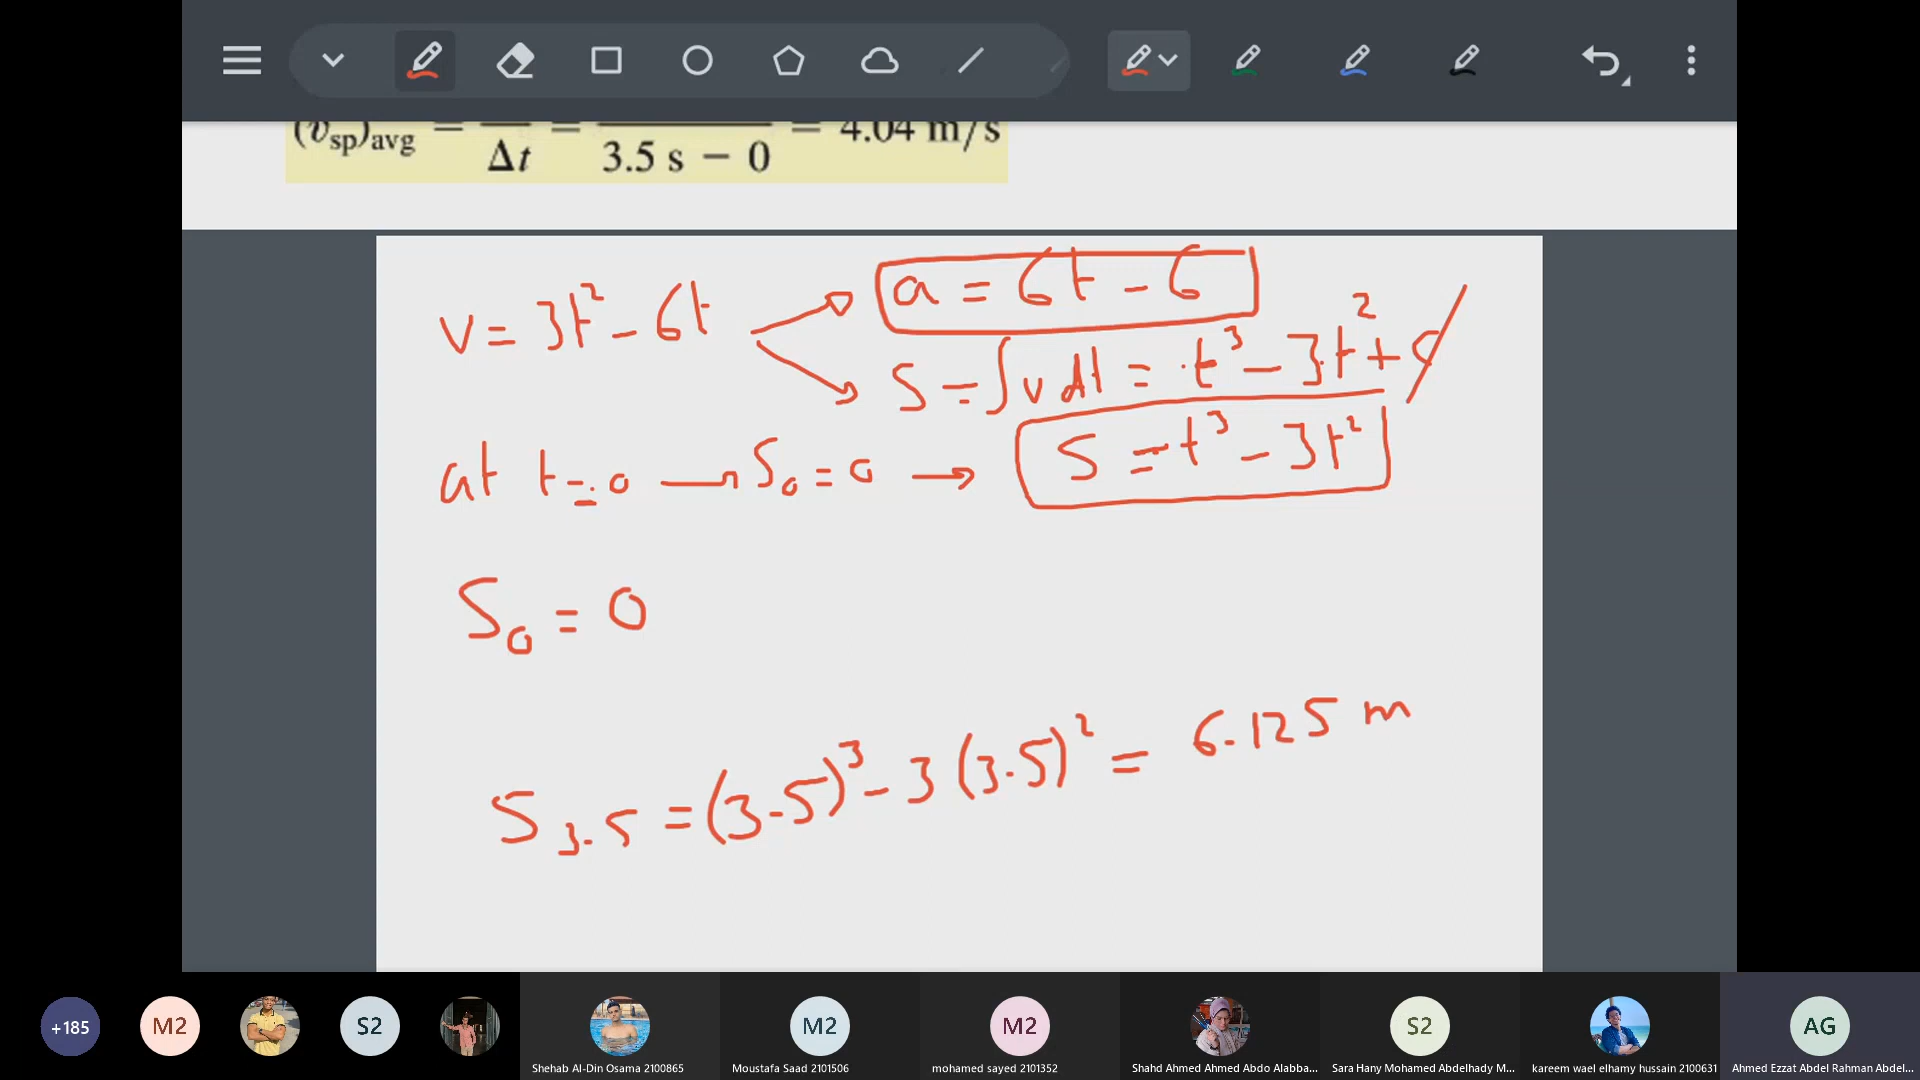 (v_sp)_avg = — = — = 4.04 m/s
Δt 3.5 s − 0
v = 3t² - 6t
a = 6t - 6
S = ∫ v dt = t³ - 3t² + c
at t = 0 → S₀ = 0 → S = t³ - 3t²
S₀ = 0
S₃.₅ = (3.5)³ - 3 (3.5)² = 6.125 m
+185
M2
S2
Shehab Al-Din Osama 2100865
M2
Moustafa Saad 2101506
M2
mohamed sayed 2101352
Shahd Ahmed Ahmed Abdo Alabba...
S2
Sara Hany Mohamed Abdelhady M...
kareem wael elhamy hussain 2100631
AG
Ahmed Ezzat Abdel Rahman Abdel...